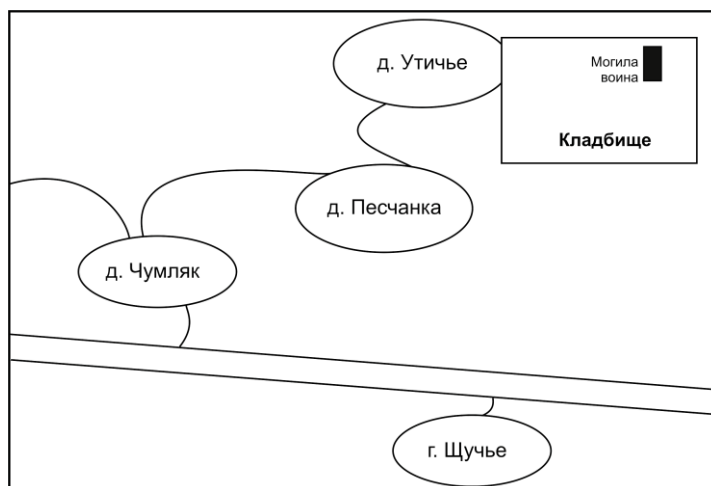 д. Утичье
Могила
воина
Кладбище
д. Песчанка
д. Чумляк
г. Щучье